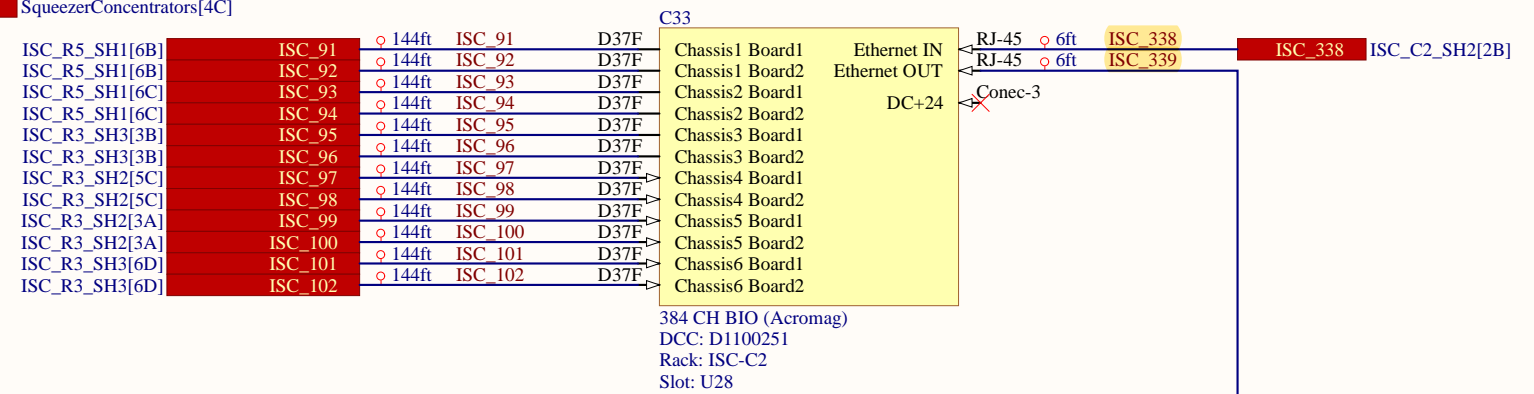 SqueezerConcentrators[4C]
C33
ISC_R5_SH1[6B] ISC_91 144ft ISC_91 D37F Chassis1 Board1 Ethernet IN RJ-45 6ft ISC_338 ISC_338 ISC_C2_SH2[2B]
ISC_R5_SH1[6B] ISC_92 144ft ISC_92 D37F Chassis1 Board2 Ethernet OUT RJ-45 6ft ISC_339
ISC_R5_SH1[6C] ISC_93 144ft ISC_93 D37F Chassis2 Board1 DC+24 Conec-3
ISC_R5_SH1[6C] ISC_94 144ft ISC_94 D37F Chassis2 Board2
ISC_R3_SH3[3B] ISC_95 144ft ISC_95 D37F Chassis3 Board1
ISC_R3_SH3[3B] ISC_96 144ft ISC_96 D37F Chassis3 Board2
ISC_R3_SH2[5C] ISC_97 144ft ISC_97 D37F Chassis4 Board1
ISC_R3_SH2[5C] ISC_98 144ft ISC_98 D37F Chassis4 Board2
ISC_R3_SH2[3A] ISC_99 144ft ISC_99 D37F Chassis5 Board1
ISC_R3_SH2[3A] ISC_100 144ft ISC_100 D37F Chassis5 Board2
ISC_R3_SH3[6D] ISC_101 144ft ISC_101 D37F Chassis6 Board1
ISC_R3_SH3[6D] ISC_102 144ft ISC_102 D37F Chassis6 Board2
384 CH BIO (Acromag)
DCC: D1100251
Rack: ISC-C2
Slot: U28